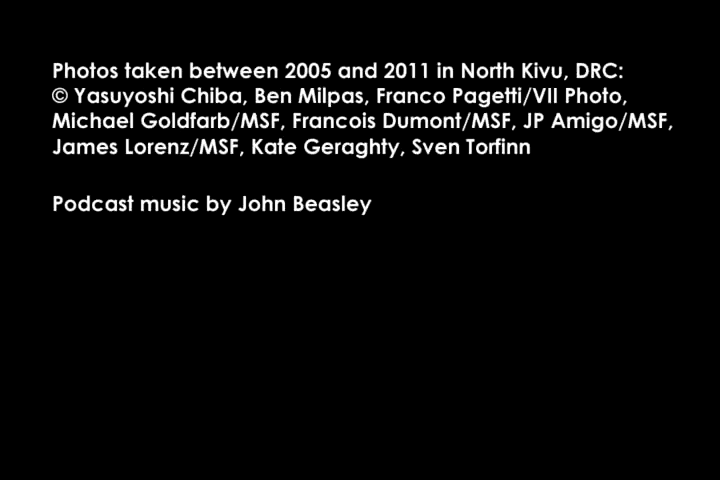 Photos taken between 2005 and 2011 in North Kivu, DRC:
© Yasuyoshi Chiba, Ben Milpas, Franco Pagetti/VII Photo,
Michael Goldfarb/MSF, Francois Dumont/MSF, JP Amigo/MSF,
James Lorenz/MSF, Kate Geraghty, Sven Torfinn
Podcast music by John Beasley